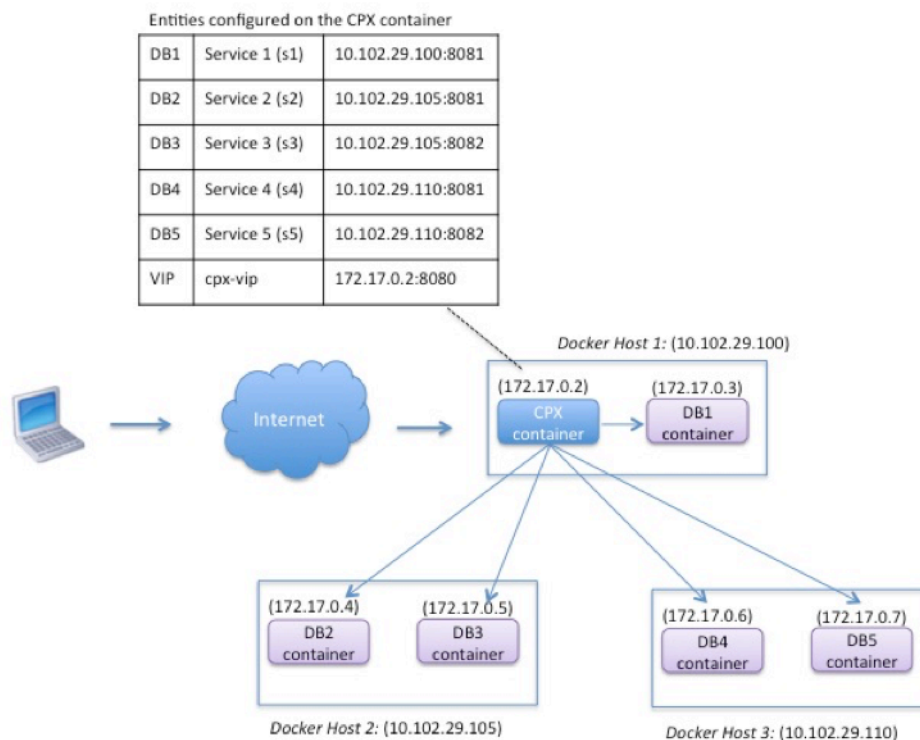 Entities configured on the CPX container
DB1 Service 1 (s1) 10.102.29.100:8081
DB2 Service 2 (s2) 10.102.29.105:8081
DB3 Service 3 (s3) 10.102.29.105:8082
DB4 Service 4 (s4) 10.102.29.110:8081
DB5 Service 5 (s5) 10.102.29.110:8082
VIP cpx-vip 172.17.0.2:8080
Docker Host 1: (10.102.29.100)
(172.17.0.2) (172.17.0.3)
CPX container
DB1 container
Internet
(172.17.0.4) (172.17.0.5)
DB2 container
DB3 container
Docker Host 2: (10.102.29.105)
(172.17.0.6) (172.17.0.7)
DB4 container
DB5 container
Docker Host 3: (10.102.29.110)